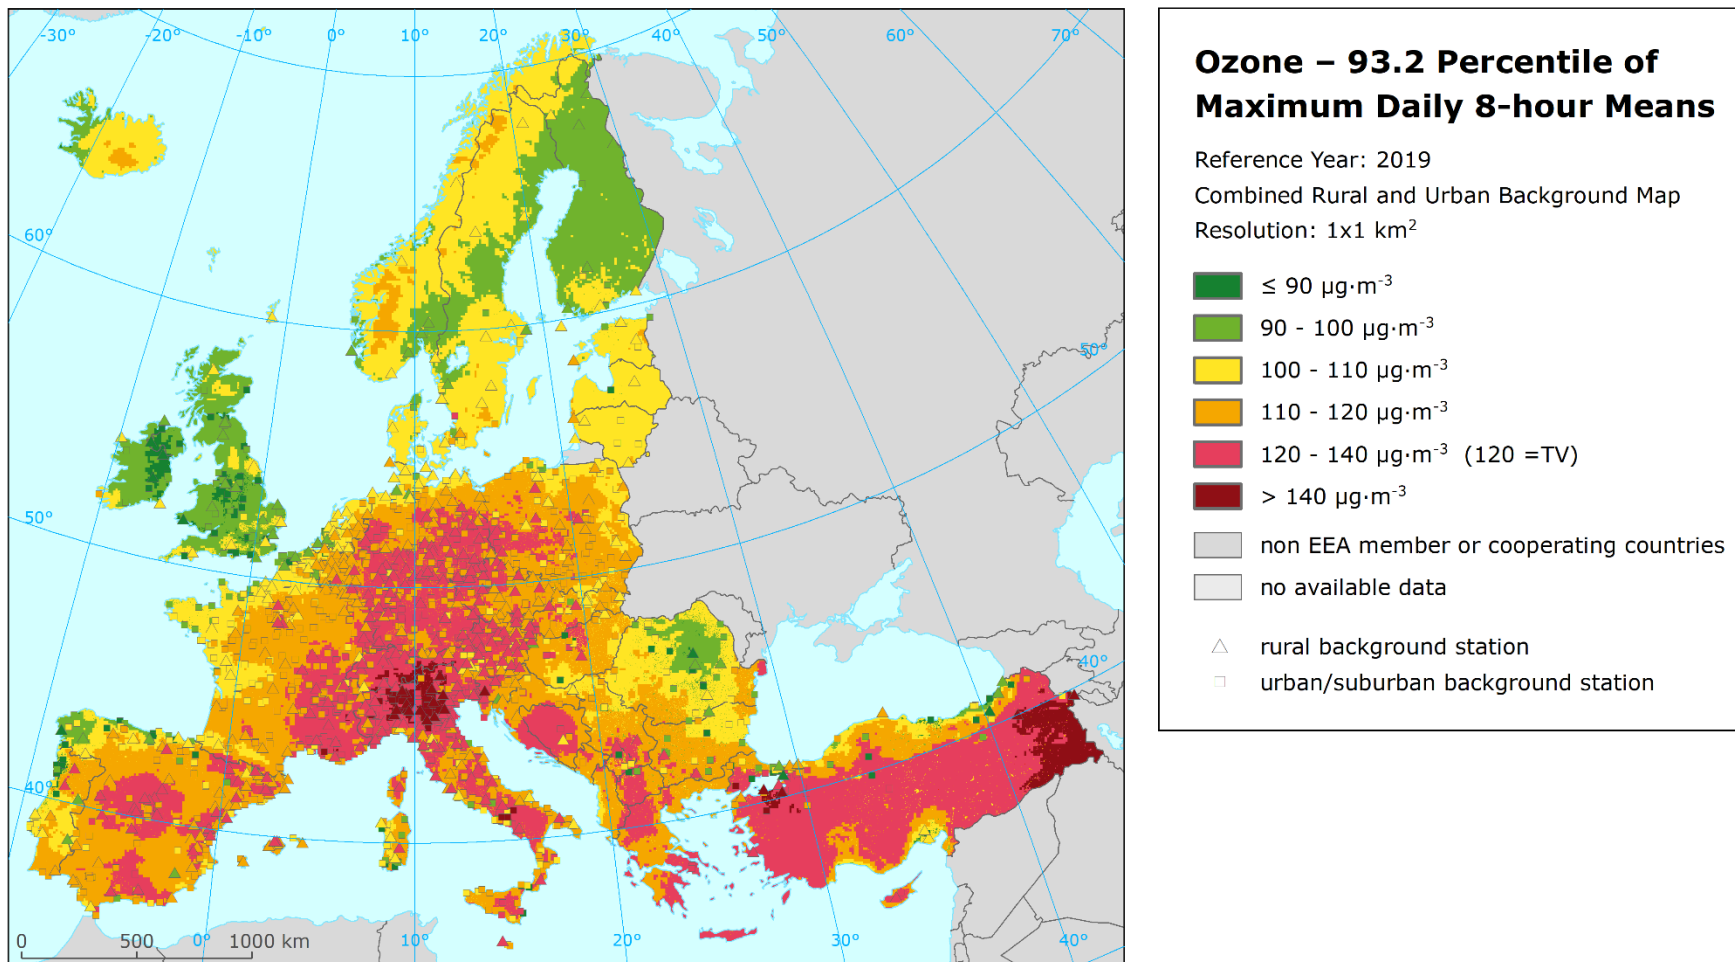 -30°
-20°
-10°
0°
10°
20°
30°
40°
50°
60°
70°
60°
50°
50°
40°
40°
0
500
0°
1000 km
10°
20°
30°
40°
Ozone – 93.2 Percentile of
Maximum Daily 8-hour Means
Reference Year: 2019
Combined Rural and Urban Background Map
Resolution: 1x1 km²
≤ 90 µg·m⁻³
90 - 100 µg·m⁻³
100 - 110 µg·m⁻³
110 - 120 µg·m⁻³
120 - 140 µg·m⁻³ (120 =TV)
> 140 µg·m⁻³
non EEA member or cooperating countries
no available data
rural background station
urban/suburban background station